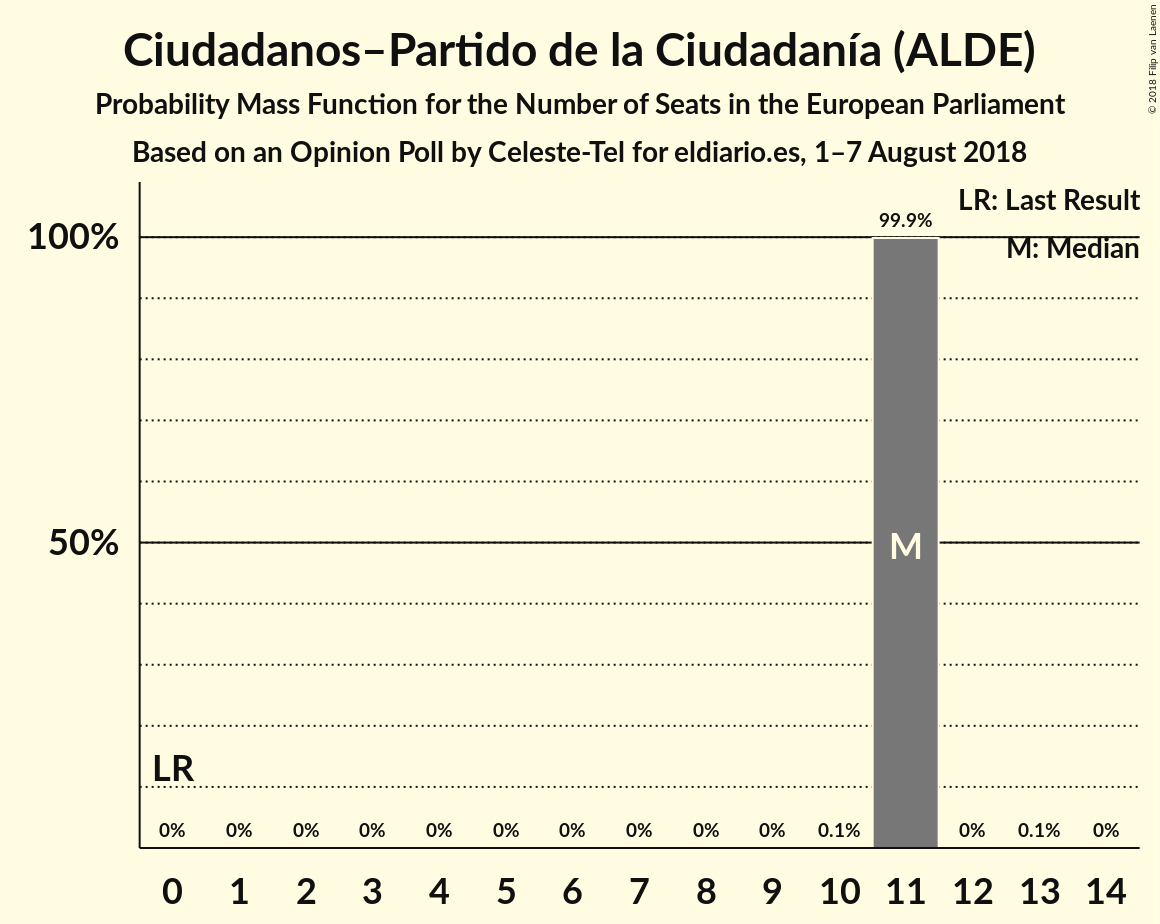 Ciudadanos–Partido de la Ciudadanía (ALDE)
Probability Mass Function for the Number of Seats in the European Parliament
Based on an Opinion Poll by Celeste-Tel for eldiario.es, 1–7 August 2018
© 2018 Filip van Laenen
LR: Last Result
M: Median
99.9%
100%
50%
M
LR
0% 0% 0% 0% 0% 0% 0% 0% 0% 0% 0.1% 0% 0.1% 0%
0 1 2 3 4 5 6 7 8 9 10 11 12 13 14